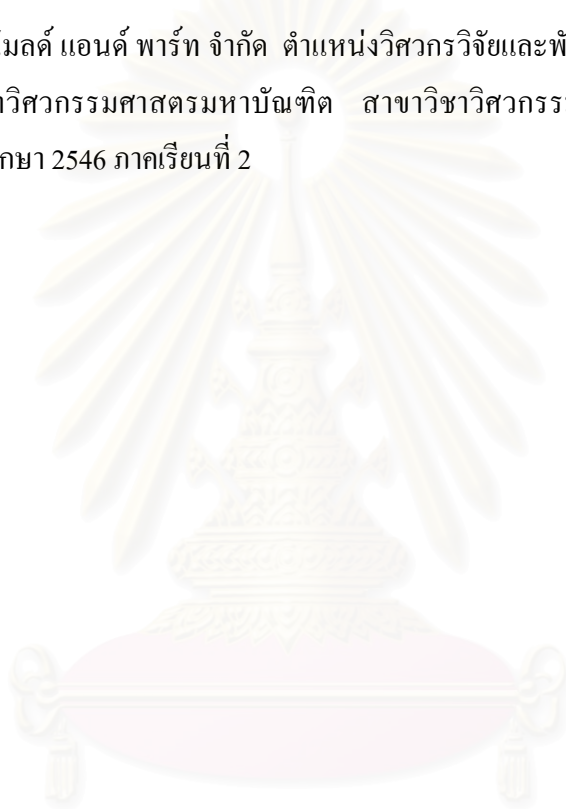 โมลด์ แอนด์ พาร์ท จำกัด ตำแหน่งวิศวกรวิจัยและพั
าวิศวกรรมศาสตรมหาบัณฑิต สาขาวิชาวิศวกรร
กษา 2546 ภาคเรียนที่ 2